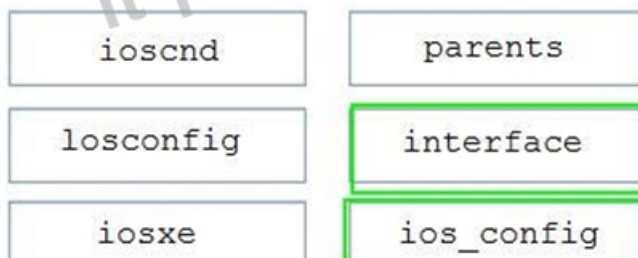 ioscnd parents
losconfig interface
iosxe ios_config